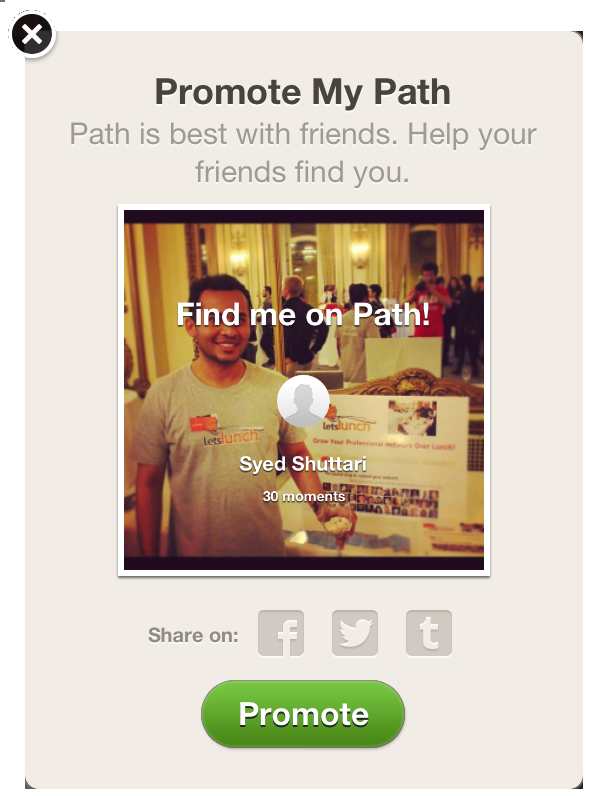 Promote My Path
Path is best with friends. Help your
friends find you.
Find me on Path!
letslunch
letslunch
Grow Your Professional Network Over Lunch!
Syed Shuttari
30 moments
Share on:
Promote